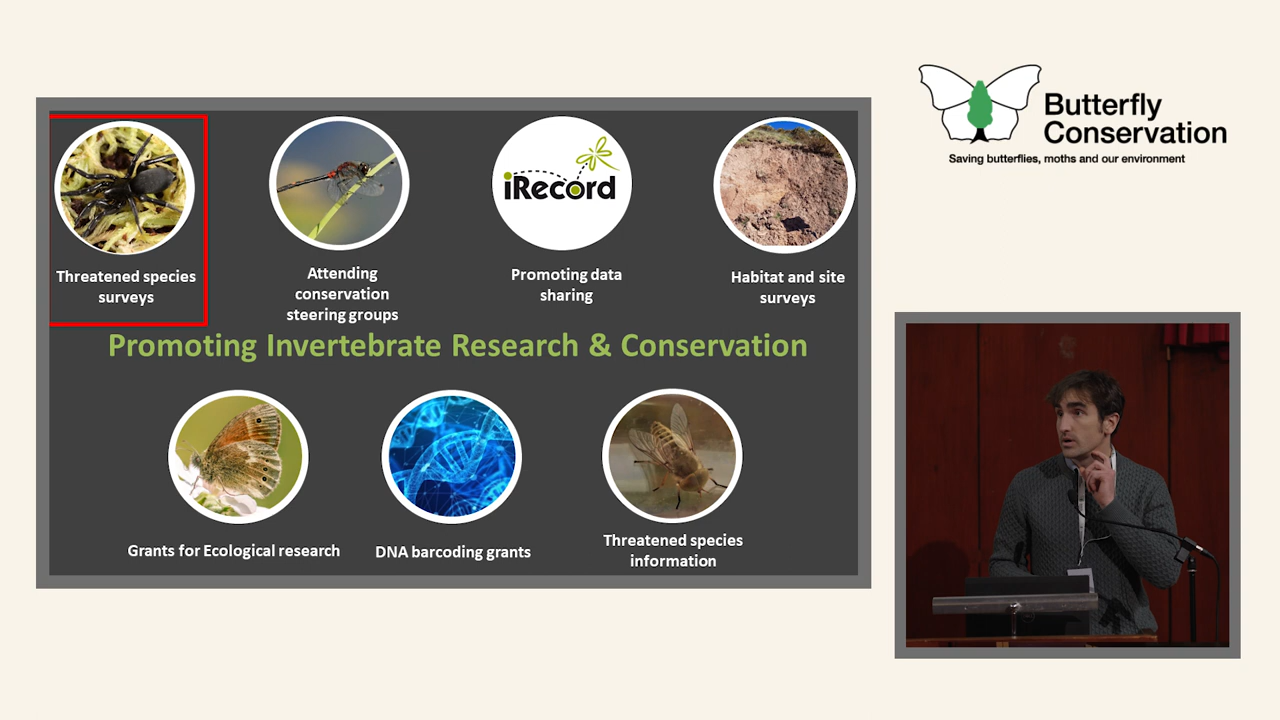 Butterfly
Conservation
Saving butterflies, moths and our environment
iRecord
Threatened species
surveys
Attending
conservation
steering groups
Promoting data
sharing
Habitat and site
surveys
Promoting Invertebrate Research & Conservation
Grants for Ecological research
DNA barcoding grants
Threatened species
information